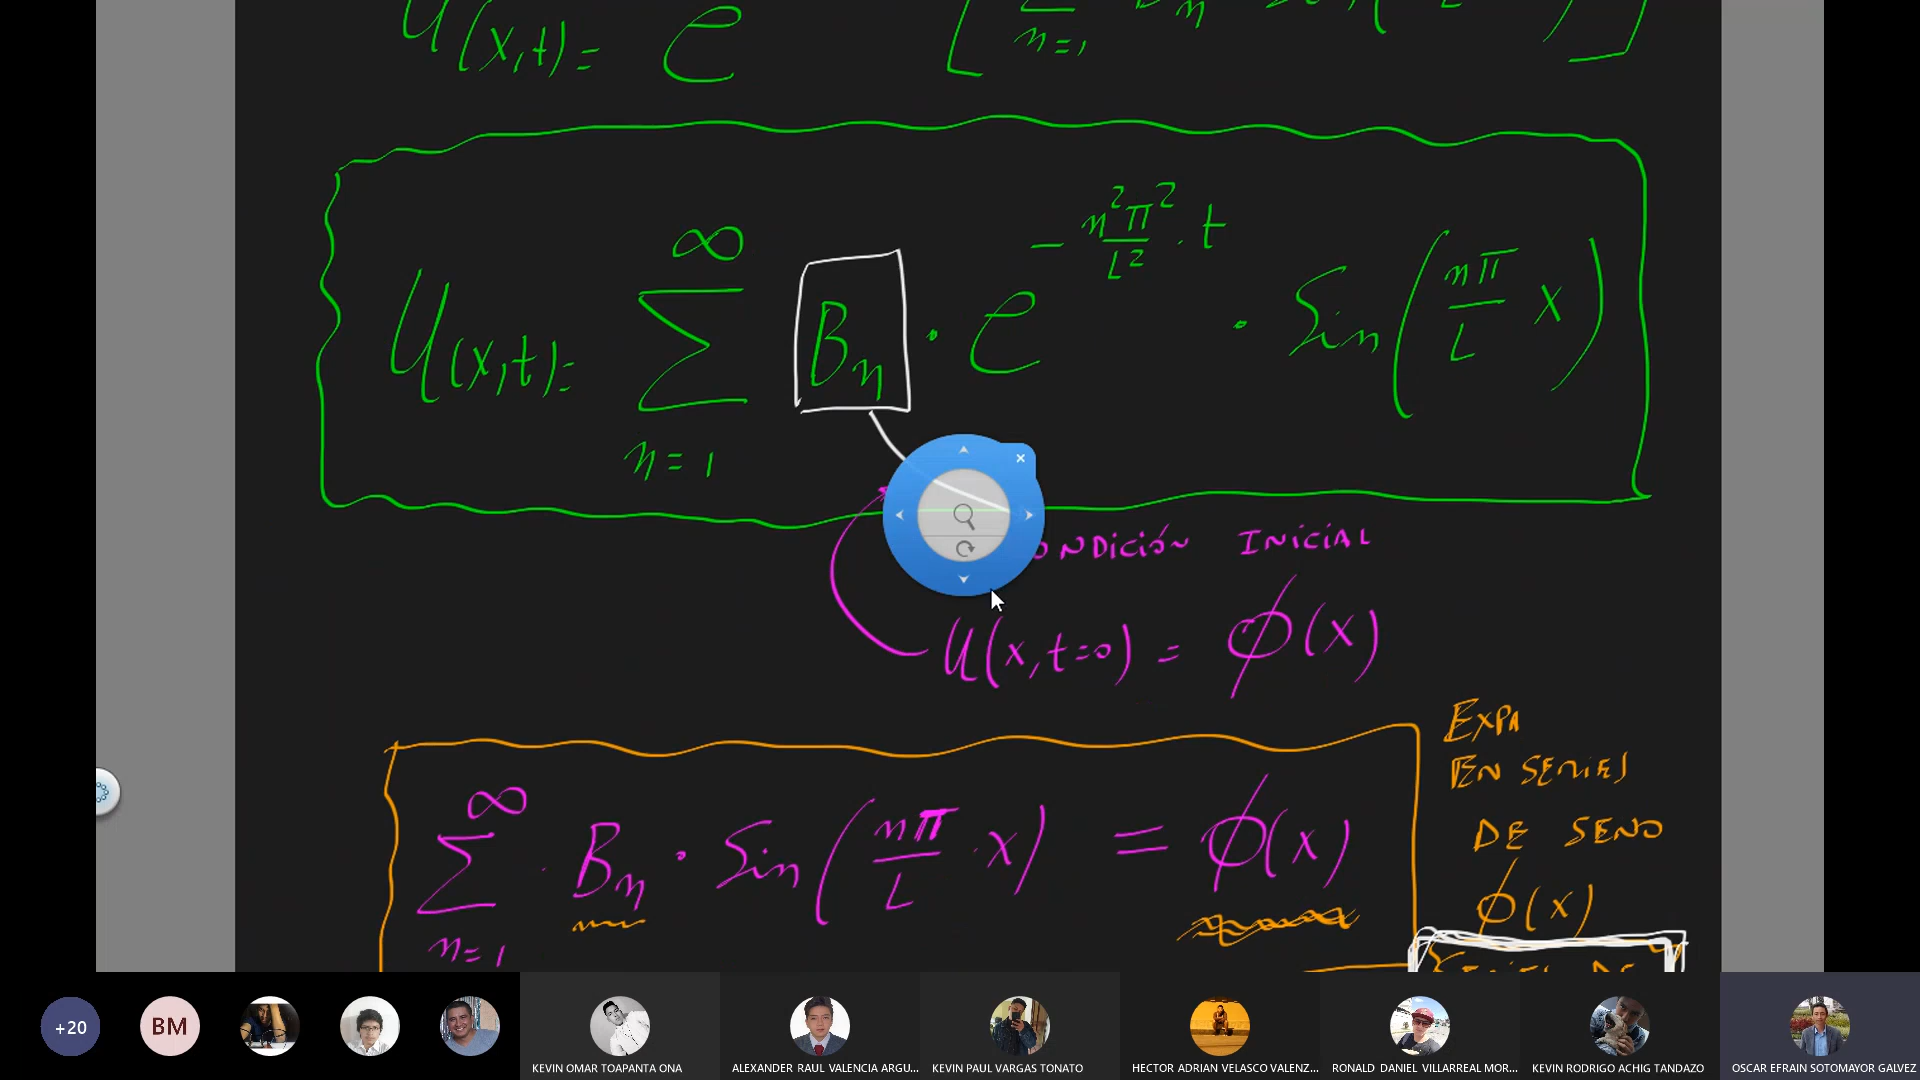 U(x,t)= e [ Σ n=1
U(x,t)= ∞ Σ n=1 Bn · e^(-n²π²/L² · t) · Sin(nπ/L x)
ONDICIÓN INICIAL
U(x,t=0) = ϕ(x)
EXPA
EN SERIES
DE SENO
ϕ(x)
∞ Σ n=1 · Bn · Sin(nπ/L · x) = ϕ(x)
+20
BM
KEVIN OMAR TOAPANTA ONA
ALEXANDER RAUL VALENCIA ARGU...
KEVIN PAUL VARGAS TONATO
HECTOR ADRIAN VELASCO VALENZ...
RONALD DANIEL VILLARREAL MOR...
KEVIN RODRIGO ACHIG TANDAZO
OSCAR EFRAIN SOTOMAYOR GALVEZ